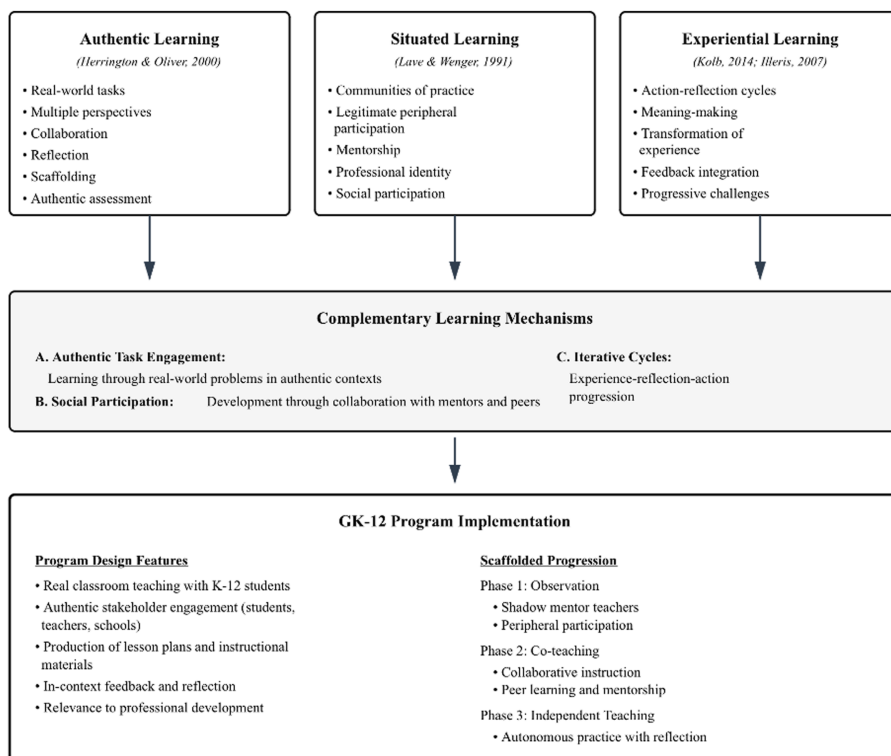 Authentic Learning
(Herrington & Oliver, 2000)
• Real-world tasks
• Multiple perspectives
• Collaboration
• Reflection
• Scaffolding
• Authentic assessment
Situated Learning
(Lave & Wenger, 1991)
• Communities of practice
• Legitimate peripheral
participation
• Mentorship
• Professional identity
• Social participation
Experiential Learning
(Kolb, 2014; Illeris, 2007)
• Action-reflection cycles
• Meaning-making
• Transformation of
experience
• Feedback integration
• Progressive challenges
Complementary Learning Mechanisms
A. Authentic Task Engagement:
Learning through real-world problems in authentic contexts
B. Social Participation: Development through collaboration with mentors and peers
C. Iterative Cycles:
Experience-reflection-action
progression
GK-12 Program Implementation
Program Design Features
• Real classroom teaching with K-12 students
• Authentic stakeholder engagement (students,
teachers, schools)
• Production of lesson plans and instructional
materials
• In-context feedback and reflection
• Relevance to professional development
Scaffolded Progression
Phase 1: Observation
• Shadow mentor teachers
• Peripheral participation
Phase 2: Co-teaching
• Collaborative instruction
• Peer learning and mentorship
Phase 3: Independent Teaching
• Autonomous practice with reflection